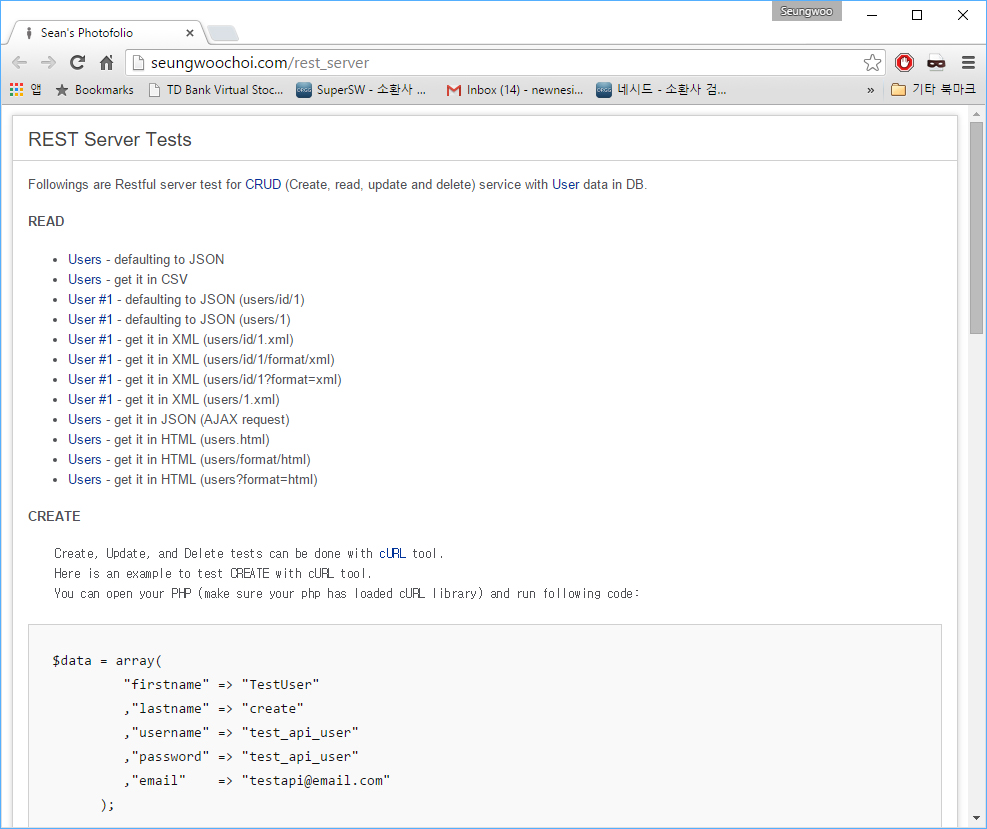 Seungwoo
Sean's Photofolio
seungwoochoi.com/rest_server
앱 Bookmarks TD Bank Virtual Stoc... SuperSW - 소환사 ... Inbox (14) - newnesi... 네시드 - 소환사 검... » 기타 북마크
REST Server Tests
Followings are Restful server test for CRUD (Create, read, update and delete) service with User data in DB.
READ
• Users - defaulting to JSON
• Users - get it in CSV
• User #1 - defaulting to JSON (users/id/1)
• User #1 - defaulting to JSON (users/1)
• User #1 - get it in XML (users/id/1.xml)
• User #1 - get it in XML (users/id/1/format/xml)
• User #1 - get it in XML (users/id/1?format=xml)
• User #1 - get it in XML (users/1.xml)
• Users - get it in JSON (AJAX request)
• Users - get it in HTML (users.html)
• Users - get it in HTML (users/format/html)
• Users - get it in HTML (users?format=html)
CREATE
Create, Update, and Delete tests can be done with cURL tool.
Here is an example to test CREATE with cURL tool.
You can open your PHP (make sure your php has loaded cURL library) and run following code:
$data = array(
"firstname" => "TestUser"
,"lastname" => "create"
,"username" => "test_api_user"
,"password" => "test_api_user"
,"email" => "testapi@email.com"
);